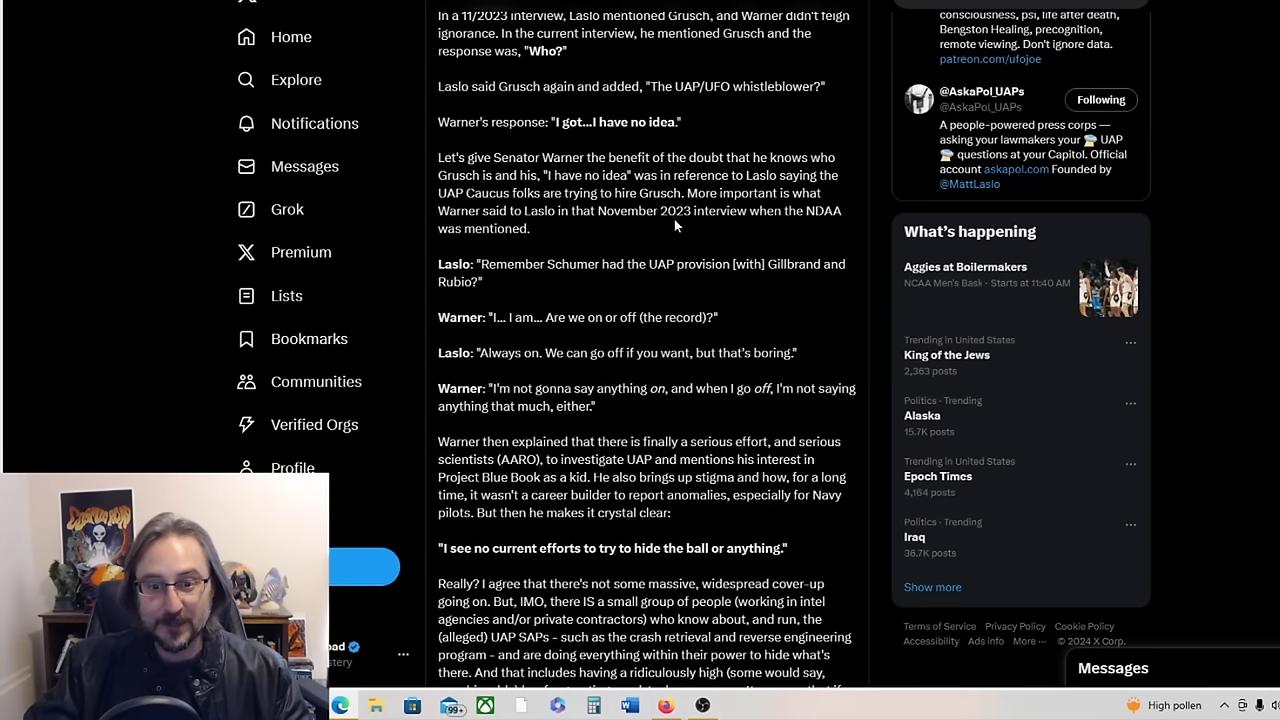 In a 11/2023 interview, Laslo mentioned Grusch, and Warner didn't feign
ignorance. In the current interview, he mentioned Grusch and the
response was, "Who?"
Laslo said Grusch again and added, "The UAP/UFO whistleblower?"
Warner's response: "I got...I have no idea."
Let's give Senator Warner the benefit of the doubt that he knows who
Grusch is and his, "I have no idea" was in reference to Laslo saying the
UAP Caucus folks are trying to hire Grusch. More important is what
Warner said to Laslo in that November 2023 interview when the NDAA
was mentioned.
Laslo: "Remember Schumer had the UAP provision [with] Gillbrand and
Rubio?"
Warner: "I... I am... Are we on or off (the record)?"
Laslo: "Always on. We can go off if you want, but that's boring."
Warner: "I'm not gonna say anything on, and when I go off, I'm not saying
anything that much, either."
Warner then explained that there is finally a serious effort, and serious
scientists (AARO), to investigate UAP and mentions his interest in
Project Blue Book as a kid. He also brings up stigma and how, for a long
time, it wasn't a career builder to report anomalies, especially for Navy
pilots. But then he makes it crystal clear:
"I see no current efforts to try to hide the ball or anything."
Really? I agree that there's not some massive, widespread cover-up
going on. But, IMO, there IS a small group of people (working in intel
agencies and/or private contractors) who know about, and run, the
(alleged) UAP SAPs - such as the crash retrieval and reverse engineering
program - and are doing everything within their power to hide what's
there. And that includes having a ridiculously high (some would say,
Home
Explore
Notifications
Messages
Grok
Premium
Lists
Bookmarks
Communities
Verified Orgs
Profile
oad
stery
consciousness, psi, life after death,
Bengston Healing, precognition,
remote viewing. Don't ignore data.
patreon.com/ufojoe
@AskaPol_UAPs
@AskaPol_UAPs
Following
A people-powered press corps —
asking your lawmakers your UAP
questions at your Capitol. Official
account askapol.com Founded by
@MattLaslo
What's happening
Aggies at Boilermakers
NCAA Men's Bask · Starts at 11:40 AM
Trending in United States
King of the Jews
2,363 posts
Politics · Trending
Alaska
15.7K posts
Trending in United States
Epoch Times
4,164 posts
Politics · Trending
Iraq
36.7K posts
Show more
Terms of Service Privacy Policy Cookie Policy
Accessibility Ads info More ··· © 2024 X Corp.
Messages
99+
High pollen